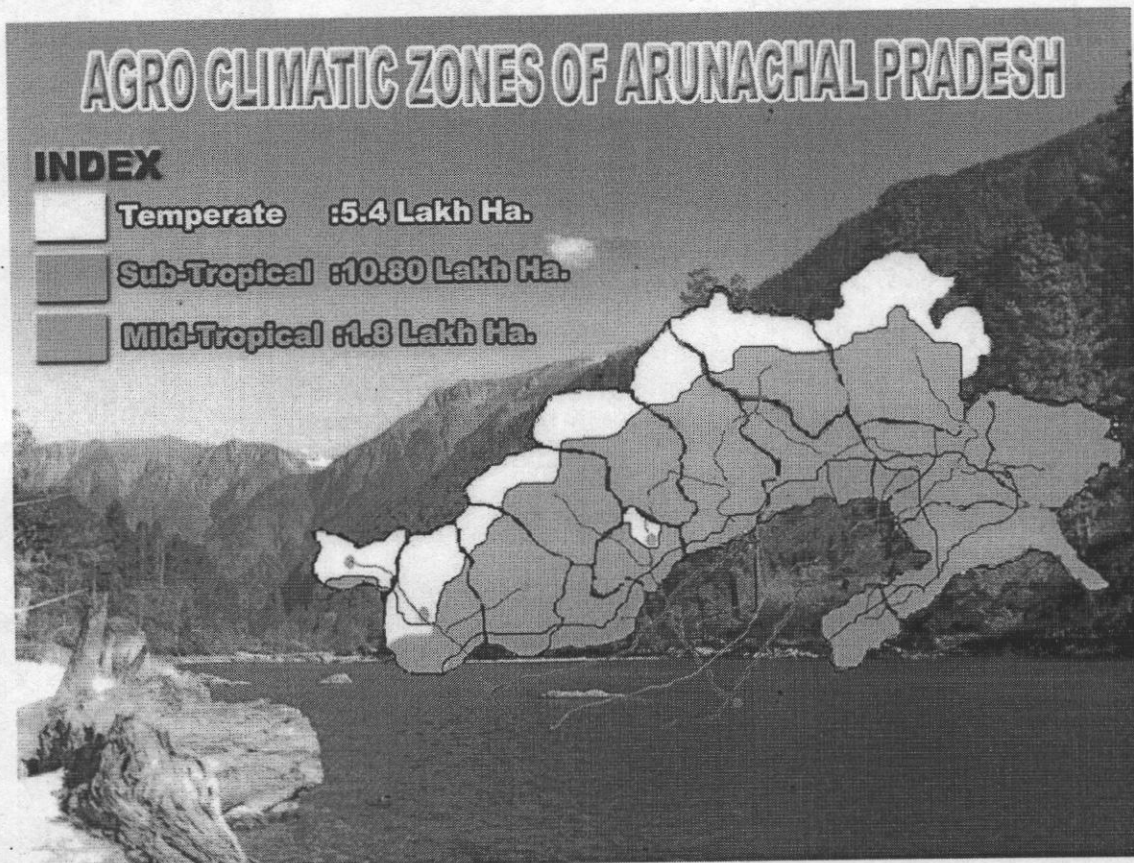 AGRO CLIMATIC ZONES OF ARUNACHAL PRADESH
INDEX
Temperate :5.4 Lakh Ha.
Sub-Tropical :10.80 Lakh Ha.
Mild-Tropical :1.8 Lakh Ha.